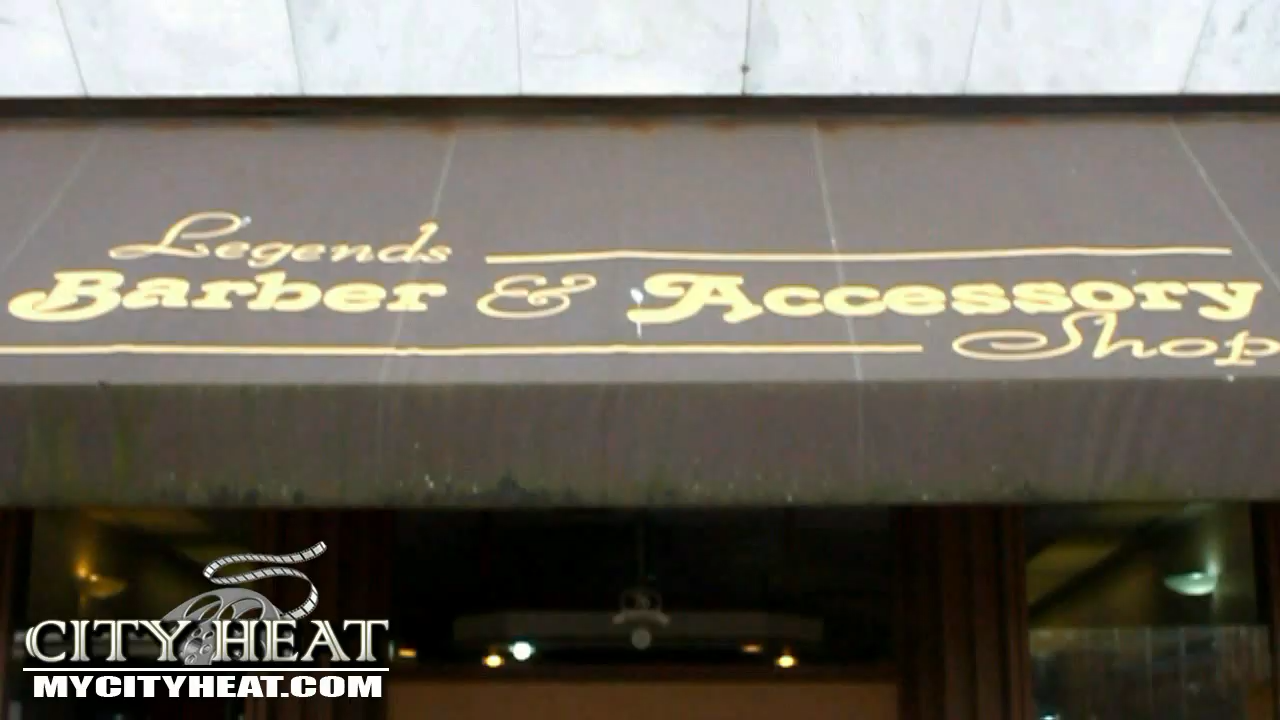 Legends
Barber & Accessory
Shop
CITY HEAT
MYCITYHEAT.COM